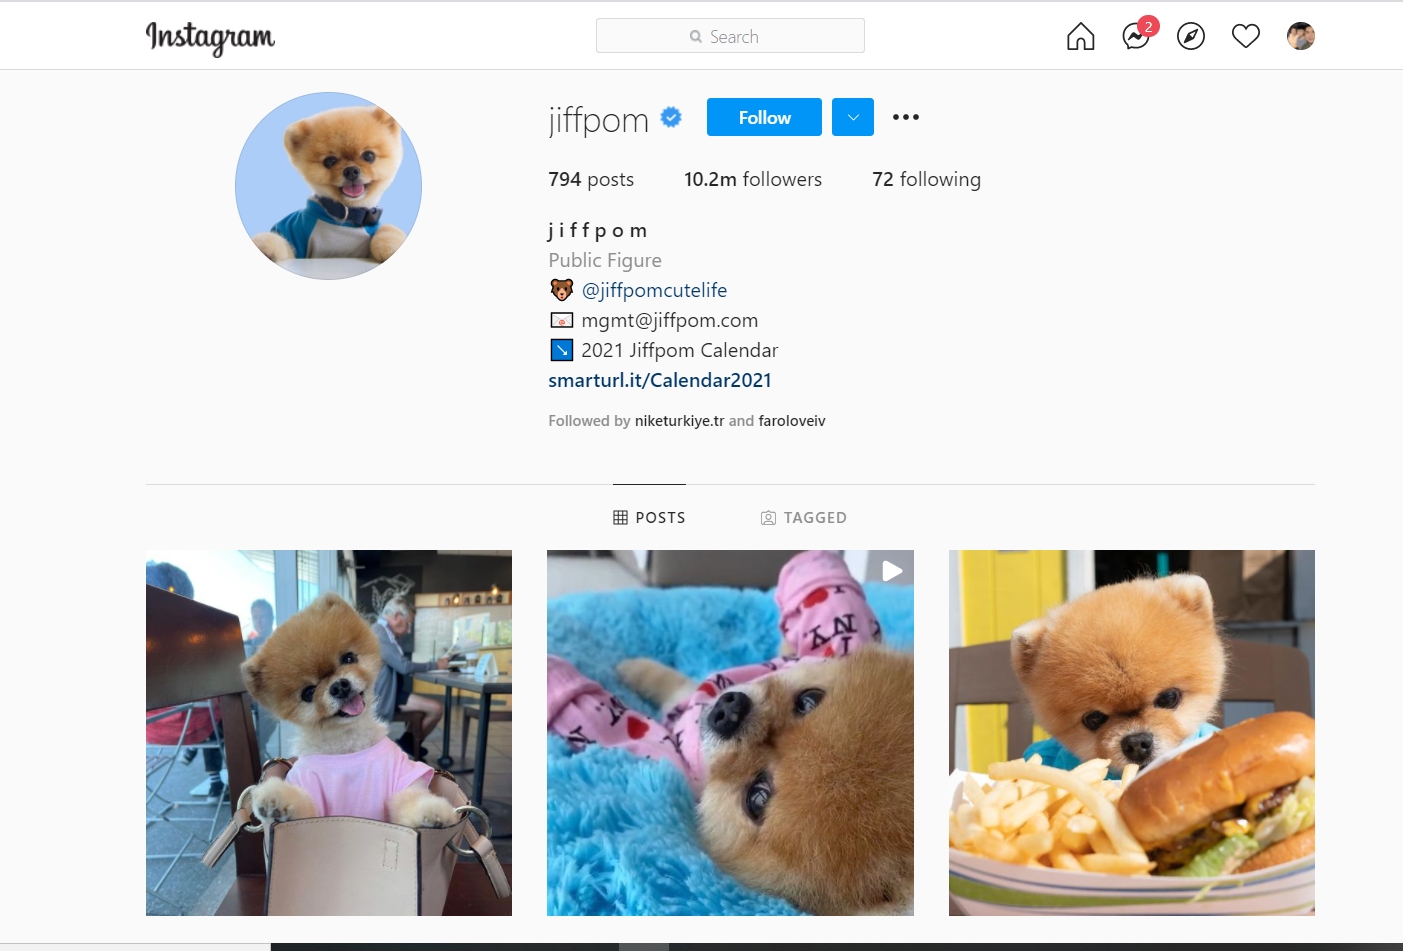 Instagram
Search
2
jiffpom
Follow
794 posts 10.2m followers 72 following
j i f f p o m
Public Figure
@jiffpomcutelife
mgmt@jiffpom.com
2021 Jiffpom Calendar
smarturl.it/Calendar2021
Followed by niketurkiye.tr and faroloveiv
POSTS TAGGED
NY